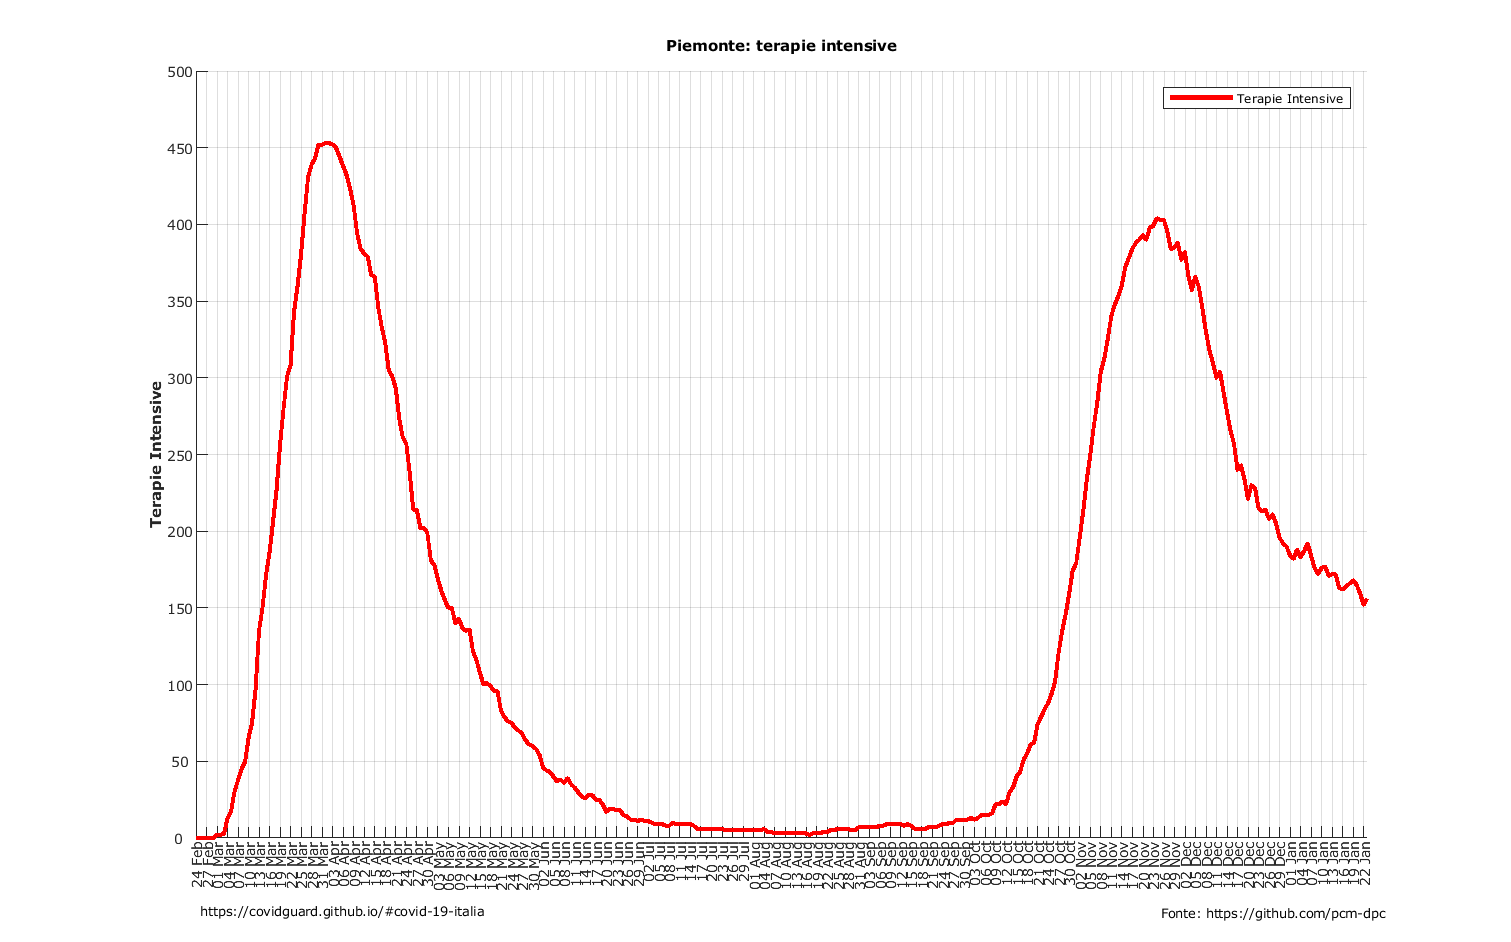 Piemonte: terapie intensive
Terapie Intensive
Terapie Intensive
500
450
400
350
300
250
200
150
100
50
0
24 Feb
27 Feb
01 Mar
04 Mar
07 Mar
10 Mar
13 Mar
16 Mar
19 Mar
22 Mar
25 Mar
28 Mar
31 Mar
03 Apr
06 Apr
09 Apr
12 Apr
15 Apr
18 Apr
21 Apr
24 Apr
27 Apr
30 Apr
03 May
06 May
09 May
12 May
15 May
18 May
21 May
24 May
27 May
30 May
02 Jun
05 Jun
08 Jun
11 Jun
14 Jun
17 Jun
20 Jun
23 Jun
26 Jun
29 Jun
02 Jul
05 Jul
08 Jul
11 Jul
14 Jul
17 Jul
20 Jul
23 Jul
26 Jul
29 Jul
01 Aug
04 Aug
07 Aug
10 Aug
13 Aug
16 Aug
19 Aug
22 Aug
25 Aug
28 Aug
31 Aug
03 Sep
06 Sep
09 Sep
12 Sep
15 Sep
18 Sep
21 Sep
24 Sep
27 Sep
30 Sep
03 Oct
06 Oct
09 Oct
12 Oct
15 Oct
18 Oct
21 Oct
24 Oct
27 Oct
30 Oct
02 Nov
05 Nov
08 Nov
11 Nov
14 Nov
17 Nov
20 Nov
23 Nov
26 Nov
29 Nov
02 Dec
05 Dec
08 Dec
11 Dec
14 Dec
17 Dec
20 Dec
23 Dec
26 Dec
29 Dec
01 Jan
04 Jan
07 Jan
10 Jan
13 Jan
16 Jan
19 Jan
22 Jan
https://covidguard.github.io/#covid-19-italia
Fonte: https://github.com/pcm-dpc